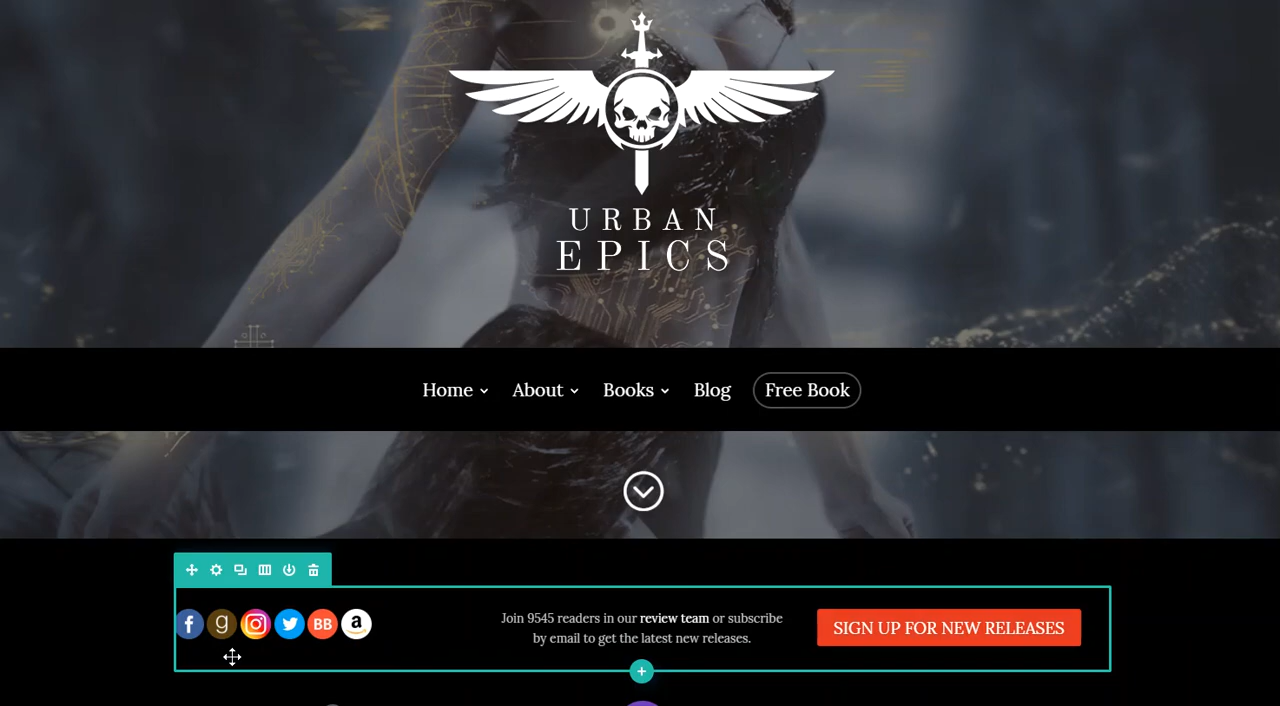 URBAN
EPICS
Home About Books Blog Free Book
f g BB a
Join 9545 readers in our review team or subscribe
by email to get the latest new releases.
SIGN UP FOR NEW RELEASES